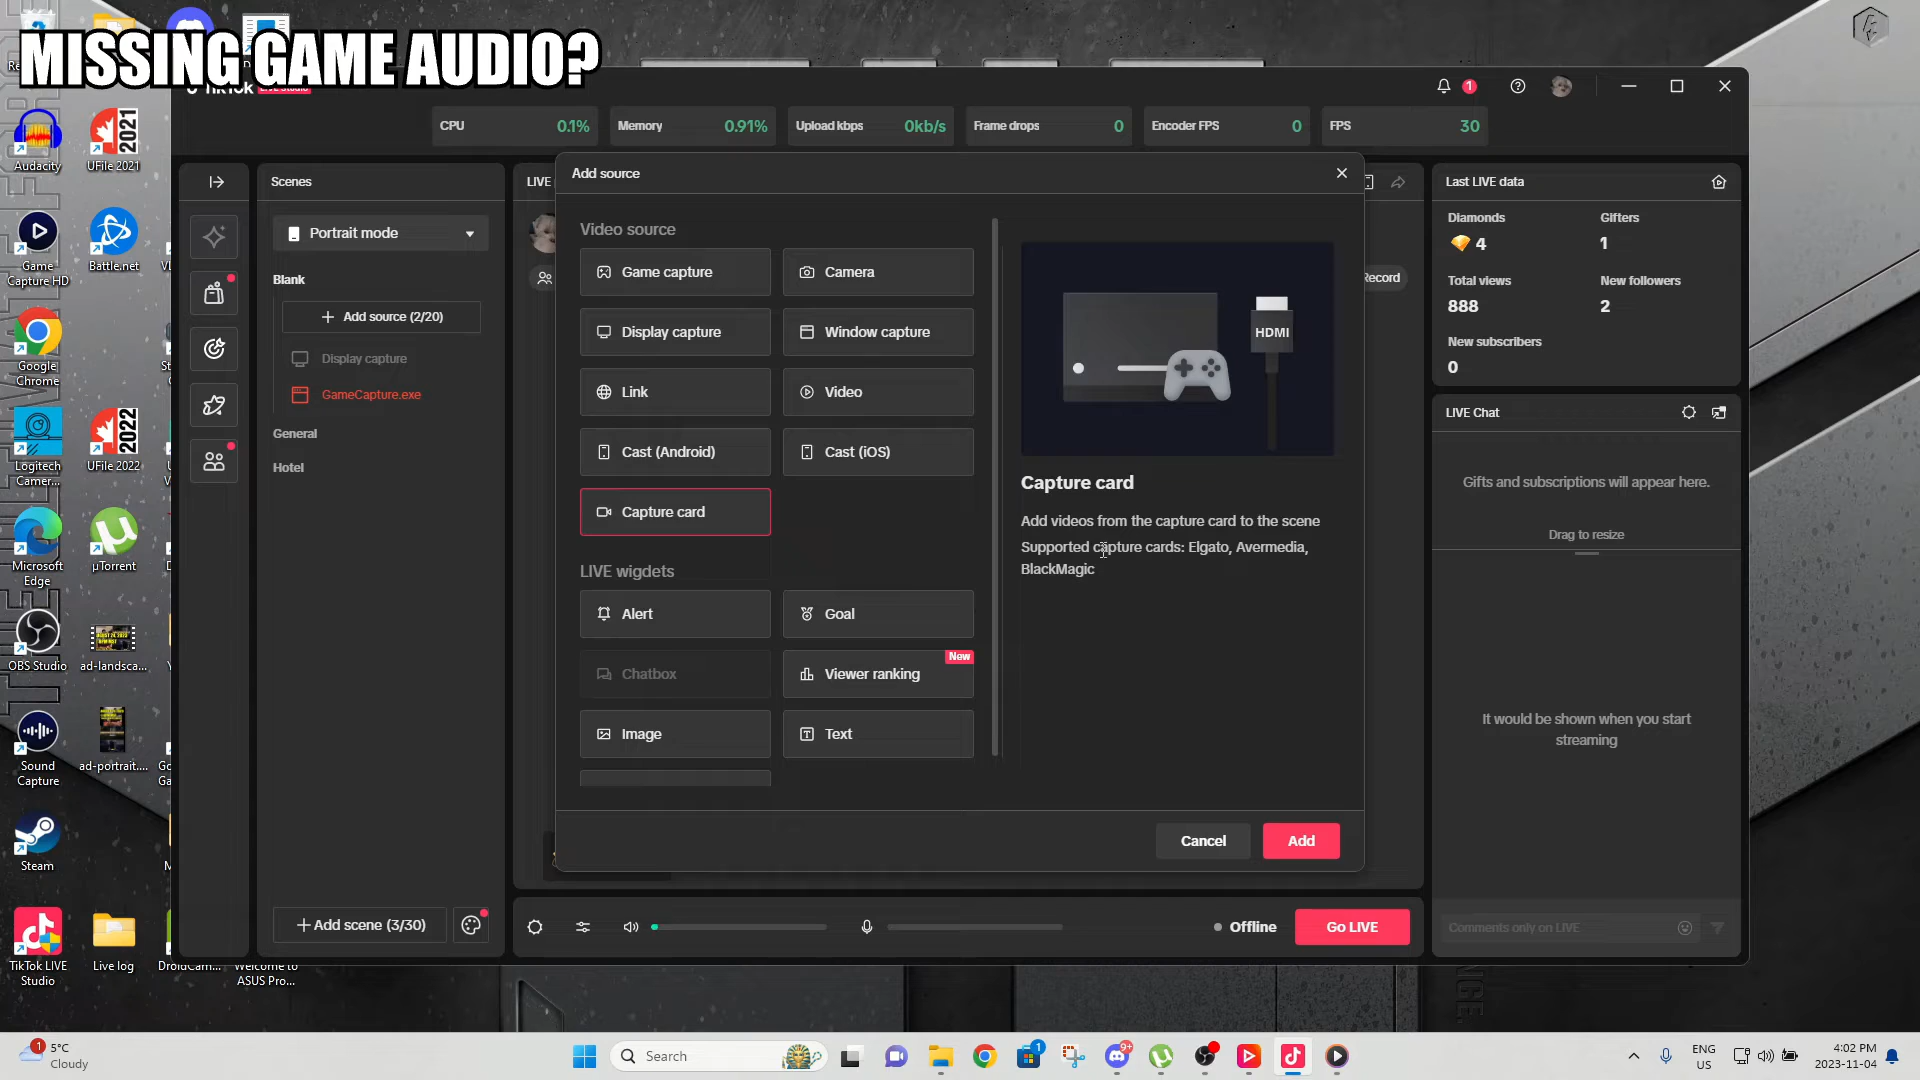 MISSING GAME AUDIO?
CPU 0.1%
Memory 0.91%
Upload kbps 0kb/s
Frame drops 0
Encoder FPS 0
FPS 30
1
Scenes
Portrait mode
Blank
+ Add source (2/20)
Display capture
GameCapture.exe
General
Hotel
+ Add scene (3/30)
LIVE
Add source
Video source
Game capture
Camera
Display capture
Window capture
Link
Video
Cast (Android)
Cast (iOS)
Capture card
LIVE wigdets
Alert
Goal
Chatbox
Viewer ranking
New
Image
Text
HDMI
Capture card
Add videos from the capture card to the scene
Supported capture cards: Elgato, Avermedia,
BlackMagic
Cancel
Add
Record
Offline
Go LIVE
Last LIVE data
Diamonds
4
Gifters
1
Total views
888
New followers
2
New subscribers
0
LIVE Chat
Gifts and subscriptions will appear here.
Drag to resize
It would be shown when you start
streaming
Comments only on LIVE
Audacity
UFile 2021
2021
Game
Capture HD
Battle.net
Google
Chrome
Logitech
Camer...
UFile 2022
2022
Microsoft
Edge
µTorrent
OBS Studio
ad-landsca...
Sound
Capture
ad-portrait....
Steam
TikTok LIVE
Studio
Live log
DroidCam...
Welcome to
ASUS Pro...
1
5°C
Cloudy
Search
1
9+
ENG
US
4:02 PM
2023-11-04